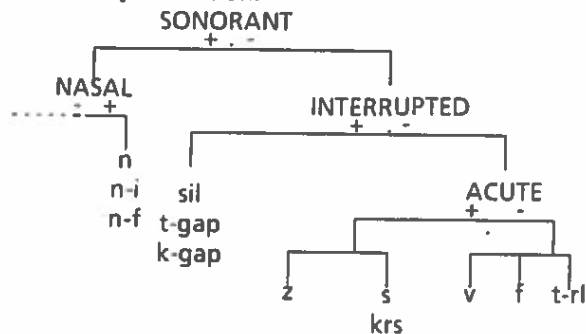 SONORANT
+ -
NASAL
- +
INTERRUPTED
+ -
n
n-i
n-f
sil
t-gap
k-gap
ACUTE
+ -
z s v f t-rl
krs